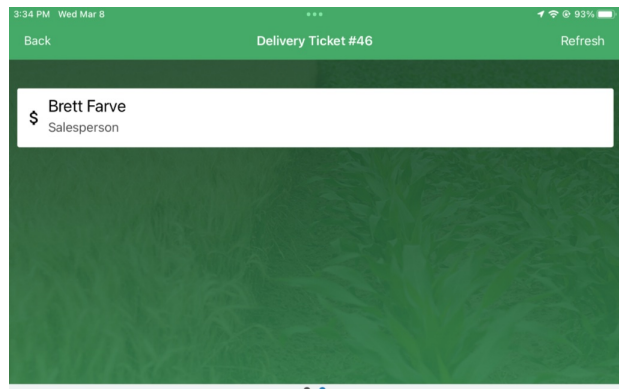 3:34 PM Wed Mar 8 93%
Back Delivery Ticket #46 Refresh
$ Brett Farve
Salesperson